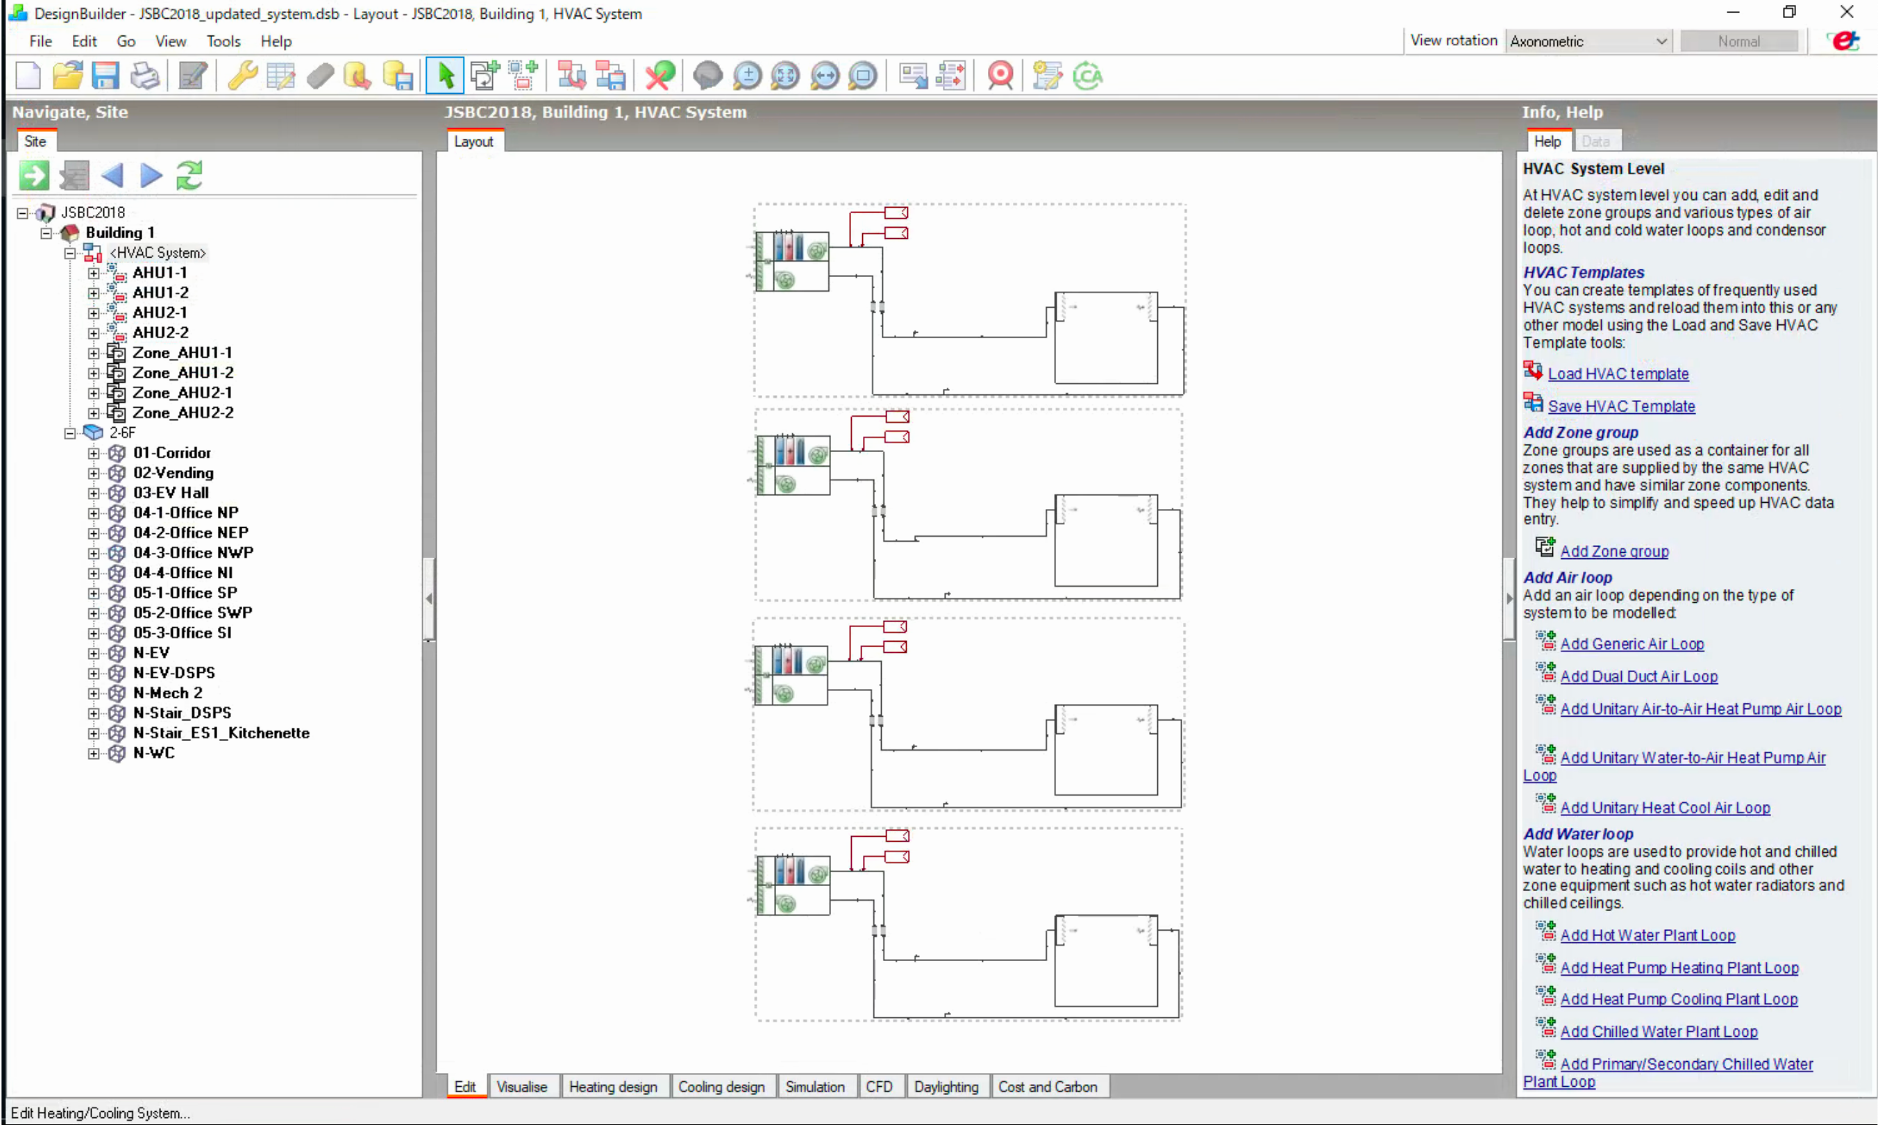 DesignBuilder - JSBC2018_updated_system.dsb - Layout - JSBC2018, Building 1, HVAC System
File Edit Go View Tools Help
View rotation Axonometric Normal
Navigate, Site
Site
JSBC2018
Building 1
<HVAC System>
AHU1-1
AHU1-2
AHU2-1
AHU2-2
Zone_AHU1-1
Zone_AHU1-2
Zone_AHU2-1
Zone_AHU2-2
2-6F
01-Corridor
02-Vending
03-EV Hall
04-1-Office NP
04-2-Office NEP
04-3-Office NWP
04-4-Office NI
05-1-Office SP
05-2-Office SWP
05-3-Office SI
N-EV
N-EV-DSPS
N-Mech 2
N-Stair_DSPS
N-Stair_ES1_Kitchenette
N-WC
JSBC2018, Building 1, HVAC System
Layout
Edit Visualise Heating design Cooling design Simulation CFD Daylighting Cost and Carbon
Info, Help
Help Data
HVAC System Level
At HVAC system level you can add, edit and
delete zone groups and various types of air
loop, hot and cold water loops and condensor
loops.
HVAC Templates
You can create templates of frequently used
HVAC systems and reload them into this or any
other model using the Load and Save HVAC
Template tools:
Load HVAC template
Save HVAC Template
Add Zone group
Zone groups are used as a container for all
zones that are supplied by the same HVAC
system and have similar zone components.
They help to simplify and speed up HVAC data
entry.
Add Zone group
Add Air loop
Add an air loop depending on the type of
system to be modelled:
Add Generic Air Loop
Add Dual Duct Air Loop
Add Unitary Air-to-Air Heat Pump Air Loop
Add Unitary Water-to-Air Heat Pump Air
Loop
Add Unitary Heat Cool Air Loop
Add Water loop
Water loops are used to provide hot and chilled
water to heating and cooling coils and other
zone equipment such as hot water radiators and
chilled ceilings.
Add Hot Water Plant Loop
Add Heat Pump Heating Plant Loop
Add Heat Pump Cooling Plant Loop
Add Chilled Water Plant Loop
Add Primary/Secondary Chilled Water
Plant Loop
Edit Heating/Cooling System...